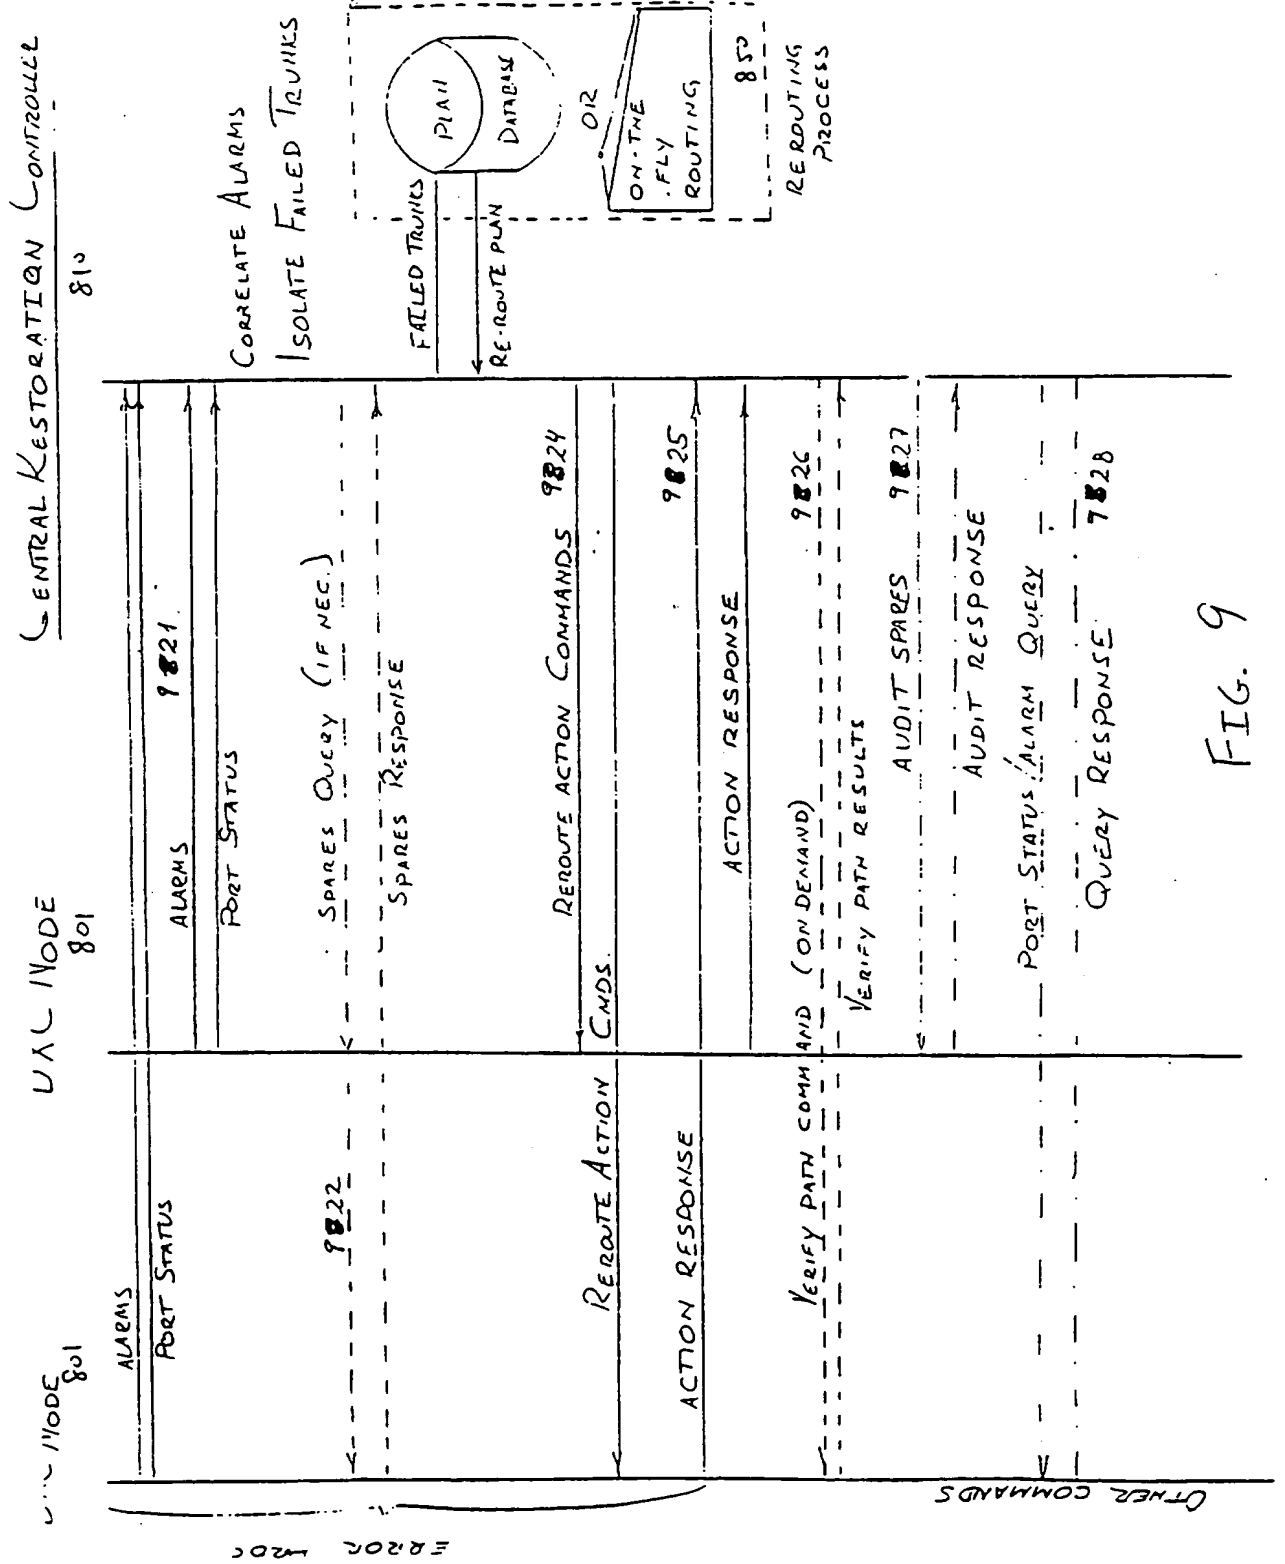 NODE
801
NODE
801
CENTRAL RESTORATION CONTROLLER
810
ALARMS
PORT STATUS
ALARMS
9821
PORT STATUS
CORRELATE ALARMS
ISOLATE FAILED TRUNKS
9822
SPARES QUERY (IF NEC.)
SPARES RESPONSE
FAILED TRUNKS
RE-ROUTE PLAN
PLAN
DATABASE
OR
ON-THE
FLY
ROUTING
850
REROUTING
PROCESS
REROUTE ACTION COMMANDS 9824
REROUTE ACTION CMDS.
9825
ACTION RESPONSE
ACTION RESPONSE
9826
VERIFY PATH COMMAND (ON DEMAND)
VERIFY PATH RESULTS
AUDIT SPARES 9827
AUDIT RESPONSE
PORT STATUS/ALARM QUERY
QUERY RESPONSE 9828
ERROR
OTHER COMMANDS
FIG. 9